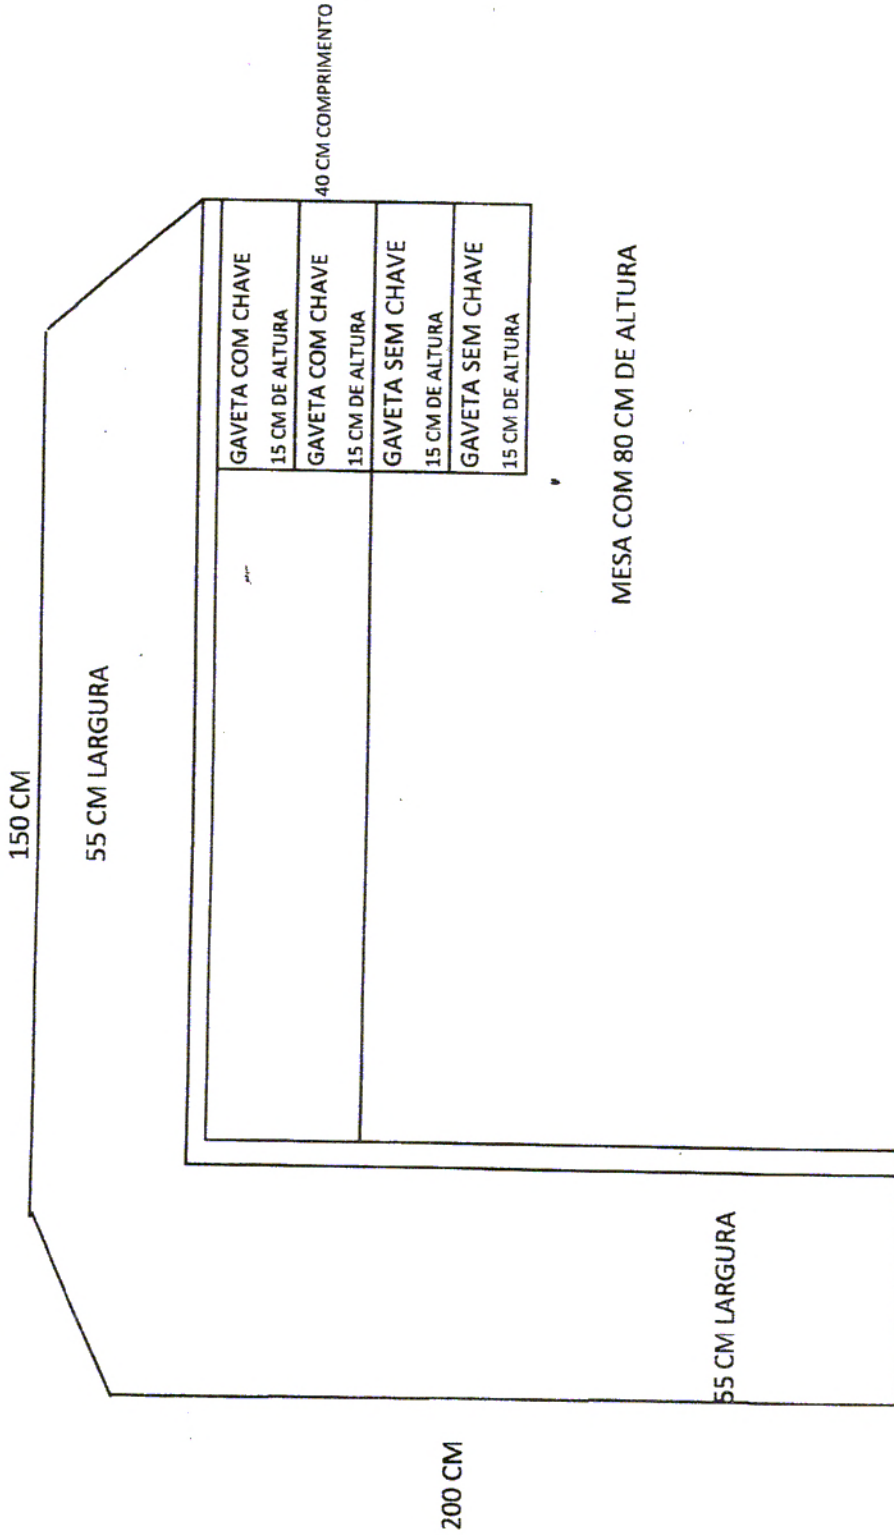 150 CM
55 CM LARGURA
GAVETA COM CHAVE
15 CM DE ALTURA
GAVETA COM CHAVE
15 CM DE ALTURA
40 CM COMPRIMENTO
GAVETA SEM CHAVE
15 CM DE ALTURA
GAVETA SEM CHAVE
15 CM DE ALTURA
MESA COM 80 CM DE ALTURA
55 CM LARGURA
200 CM